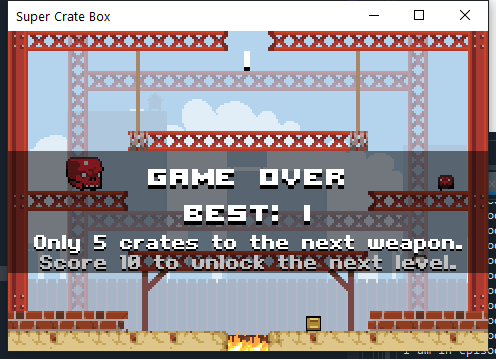 Super Crate Box
1
GAME OVER
BEST: 1
Only 5 crates to the next weapon.
Score 10 to unlock the next level.